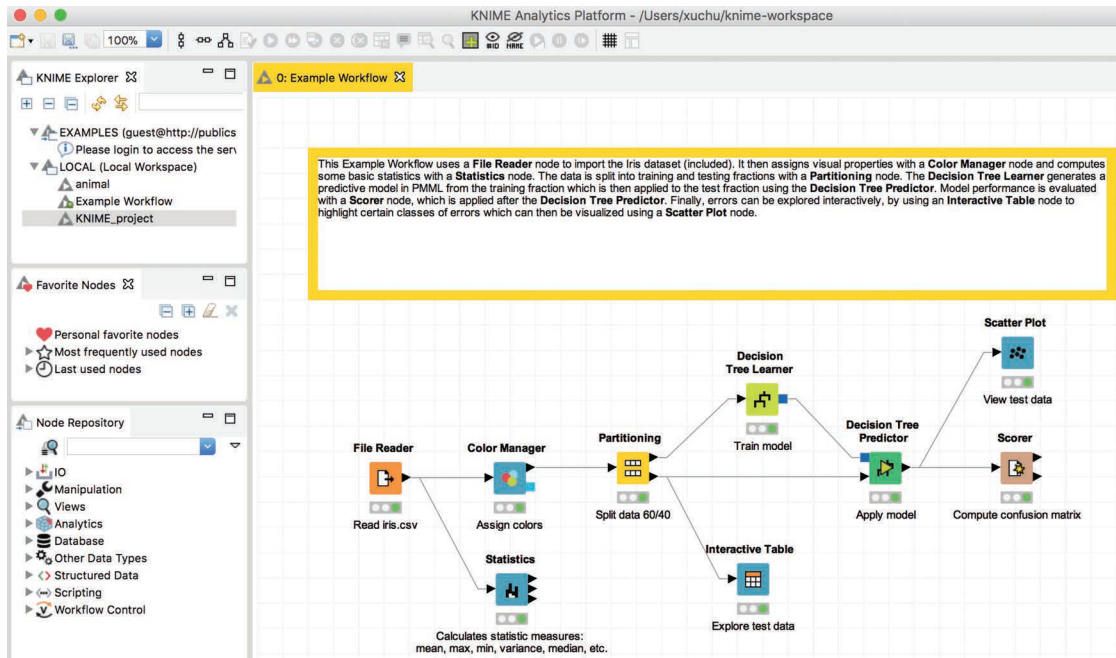 KNIME Analytics Platform - /Users/xuchu/knime-workspace
100%
#ID
NAME
KNIME Explorer
EXAMPLES (guest@http://publics
Please login to access the serv
LOCAL (Local Workspace)
animal
Example Workflow
KNIME_project
Favorite Nodes
Personal favorite nodes
Most frequently used nodes
Last used nodes
Node Repository
IO
Manipulation
Views
Analytics
Database
Other Data Types
Structured Data
Scripting
Workflow Control
0: Example Workflow
This Example Workflow uses a File Reader node to import the Iris dataset (included). It then assigns visual properties with a Color Manager node and computes
some basic statistics with a Statistics node. The data is split into training and testing fractions with a Partitioning node. The Decision Tree Learner generates a
predictive model in PMML from the training fraction which is then applied to the test fraction using the Decision Tree Predictor. Model performance is evaluated
with a Scorer node, which is applied after the Decision Tree Predictor. Finally, errors can be explored interactively, by using an Interactive Table node to
highlight certain classes of errors which can then be visualized using a Scatter Plot node.
Scatter Plot
View test data
Decision
Tree Learner
Train model
Decision Tree
Predictor
Apply model
Scorer
Compute confusion matrix
File Reader
Read iris.csv
Color Manager
Assign colors
Partitioning
Split data 60/40
Statistics
Calculates statistic measures:
mean, max, min, variance, median, etc.
Interactive Table
Explore test data